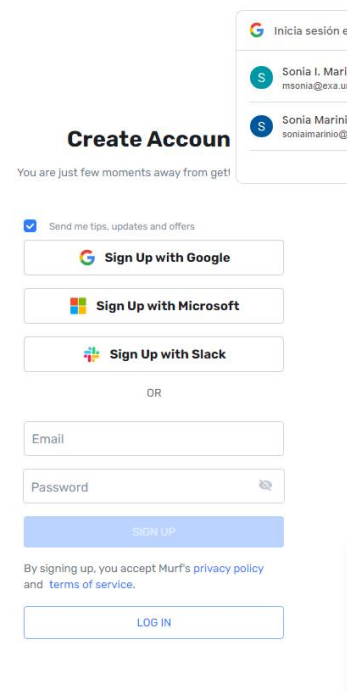 Inicia sesión e
Sonia I. Mari
msonia@exa.u
Sonia Marini
soniaimarinio@
Create Accoun
You are just few moments away from gett
Send me tips, updates and offers
Sign Up with Google
Sign Up with Microsoft
Sign Up with Slack
OR
Email
Password
SIGN UP
By signing up, you accept Murf's privacy policy
and terms of service.
LOG IN